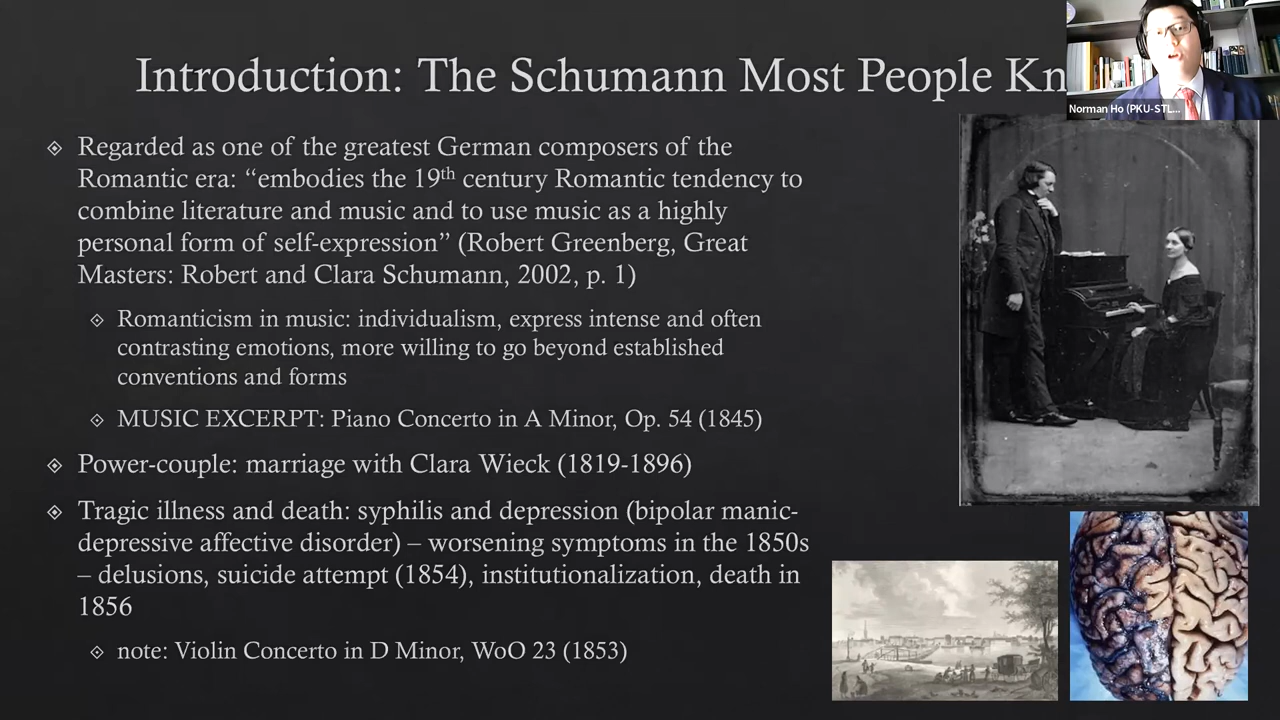 Introduction: The Schumann Most People Kn
Norman Ho (PKU-STL...
Regarded as one of the greatest German composers of the
Romantic era: “embodies the 19th century Romantic tendency to
combine literature and music and to use music as a highly
personal form of self-expression” (Robert Greenberg, Great
Masters: Robert and Clara Schumann, 2002, p. 1)
Romanticism in music: individualism, express intense and often
contrasting emotions, more willing to go beyond established
conventions and forms
MUSIC EXCERPT: Piano Concerto in A Minor, Op. 54 (1845)
Power-couple: marriage with Clara Wieck (1819-1896)
Tragic illness and death: syphilis and depression (bipolar manic-
depressive affective disorder) – worsening symptoms in the 1850s
– delusions, suicide attempt (1854), institutionalization, death in
1856
note: Violin Concerto in D Minor, WoO 23 (1853)